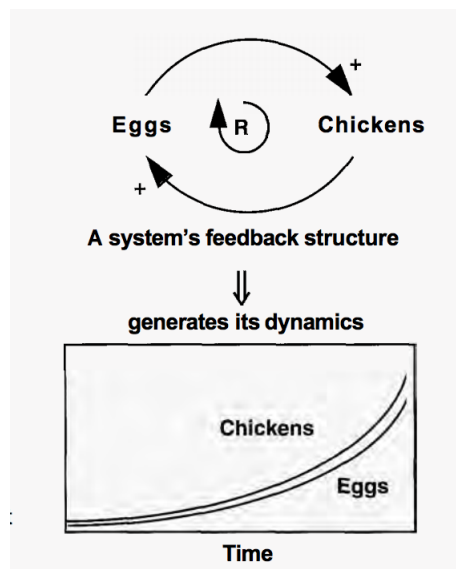 +
Eggs
R
Chickens
+
A system's feedback structure
⇓
generates its dynamics
Chickens
Eggs
:
Time